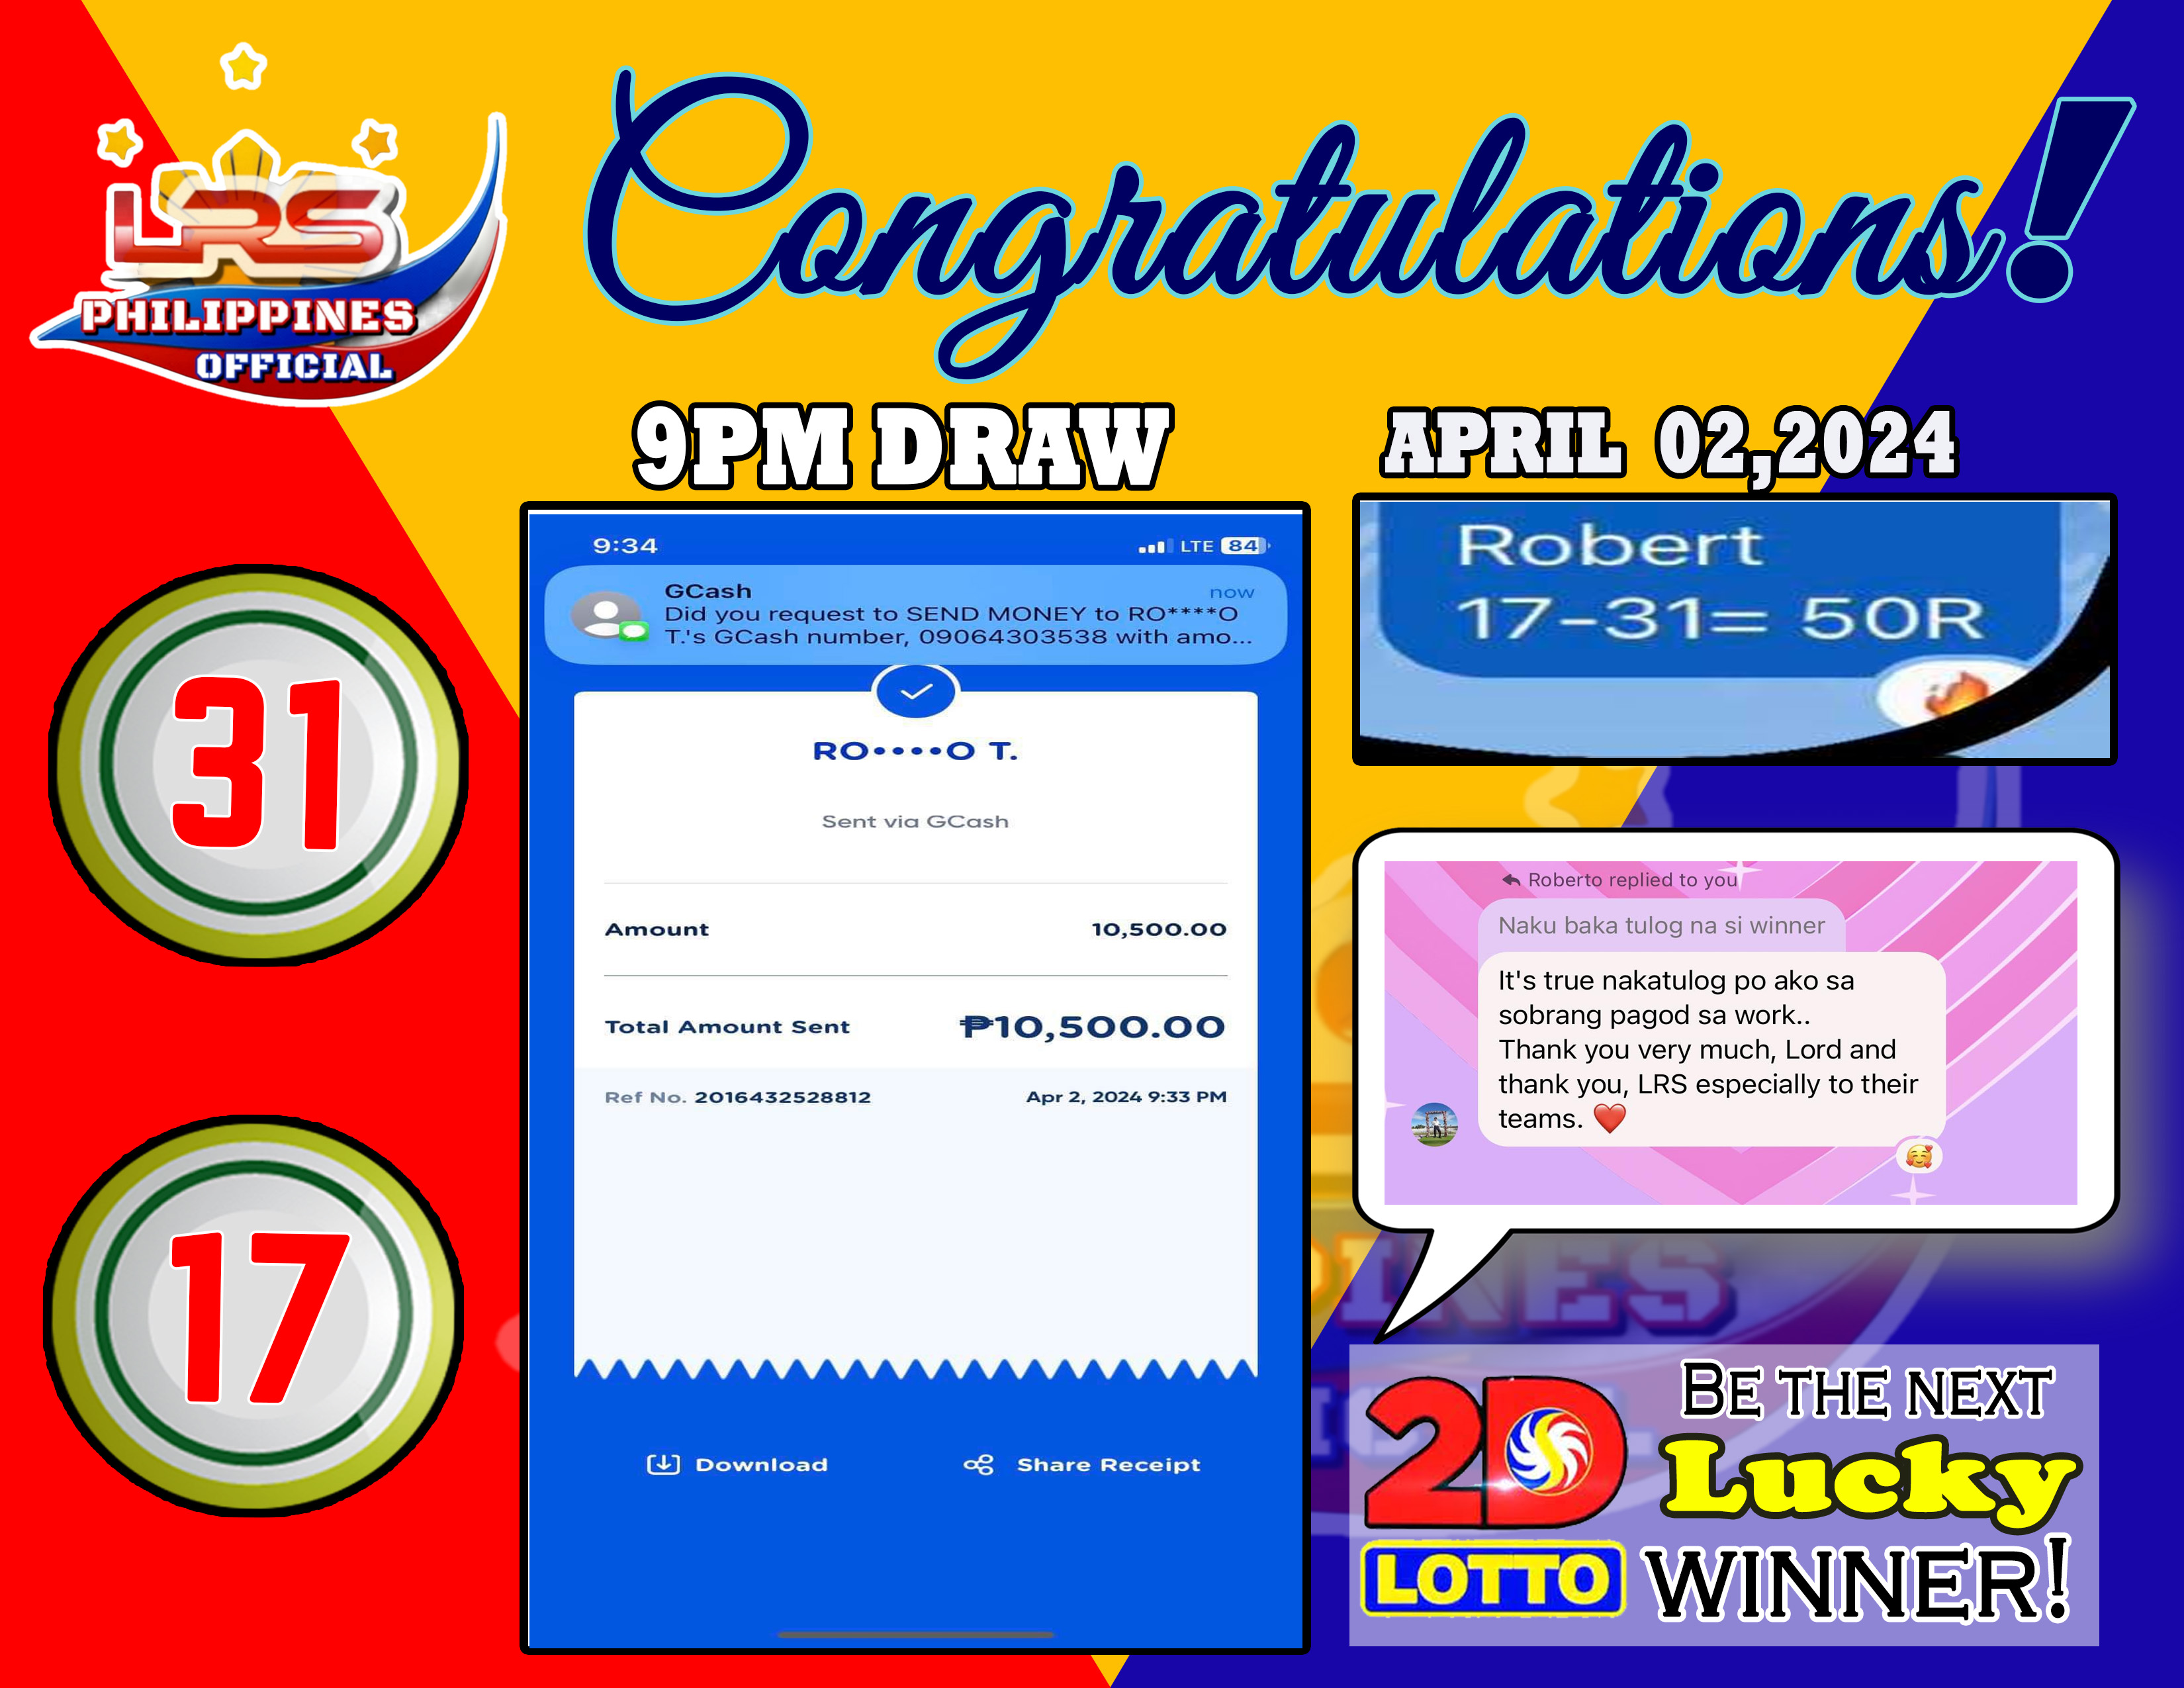 Congratulations!
LRS
PHILIPPINES
OFFICIAL
9PM DRAW
APRIL 02,2024
31
17
9:34
LTE 84
GCash
now
Did you request to SEND MONEY to RO****O
T.'s GCash number, 09064303538 with amo...
RO••••O T.
Sent via GCash
Amount 10,500.00
Total Amount Sent ₱10,500.00
Ref No. 2016432528812 Apr 2, 2024 9:33 PM
Download Share Receipt
Robert
17-31= 50R
Roberto replied to you
Naku baka tulog na si winner
It's true nakatulog po ako sa
sobrang pagod sa work..
Thank you very much, Lord and
thank you, LRS especially to their
teams. ❤️
2D
LOTTO
BE THE NEXT
Lucky
WINNER!